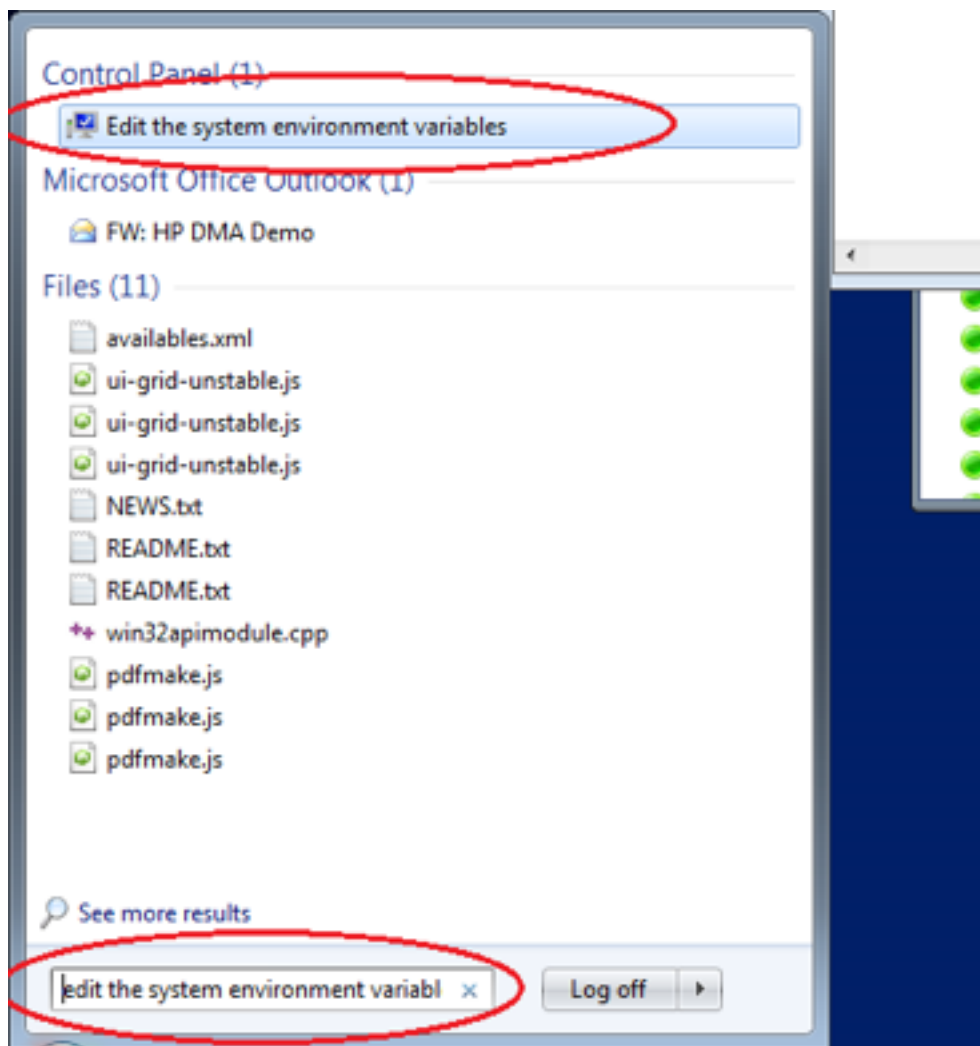 Control Panel (1)
Edit the system environment variables
Microsoft Office Outlook (1)
FW: HP DMA Demo
Files (11)
availables.xml
ui-grid-unstable.js
ui-grid-unstable.js
ui-grid-unstable.js
NEWS.txt
README.txt
README.txt
win32apimodule.cpp
pdfmake.js
pdfmake.js
pdfmake.js
See more results
edit the system environment variabl
Log off